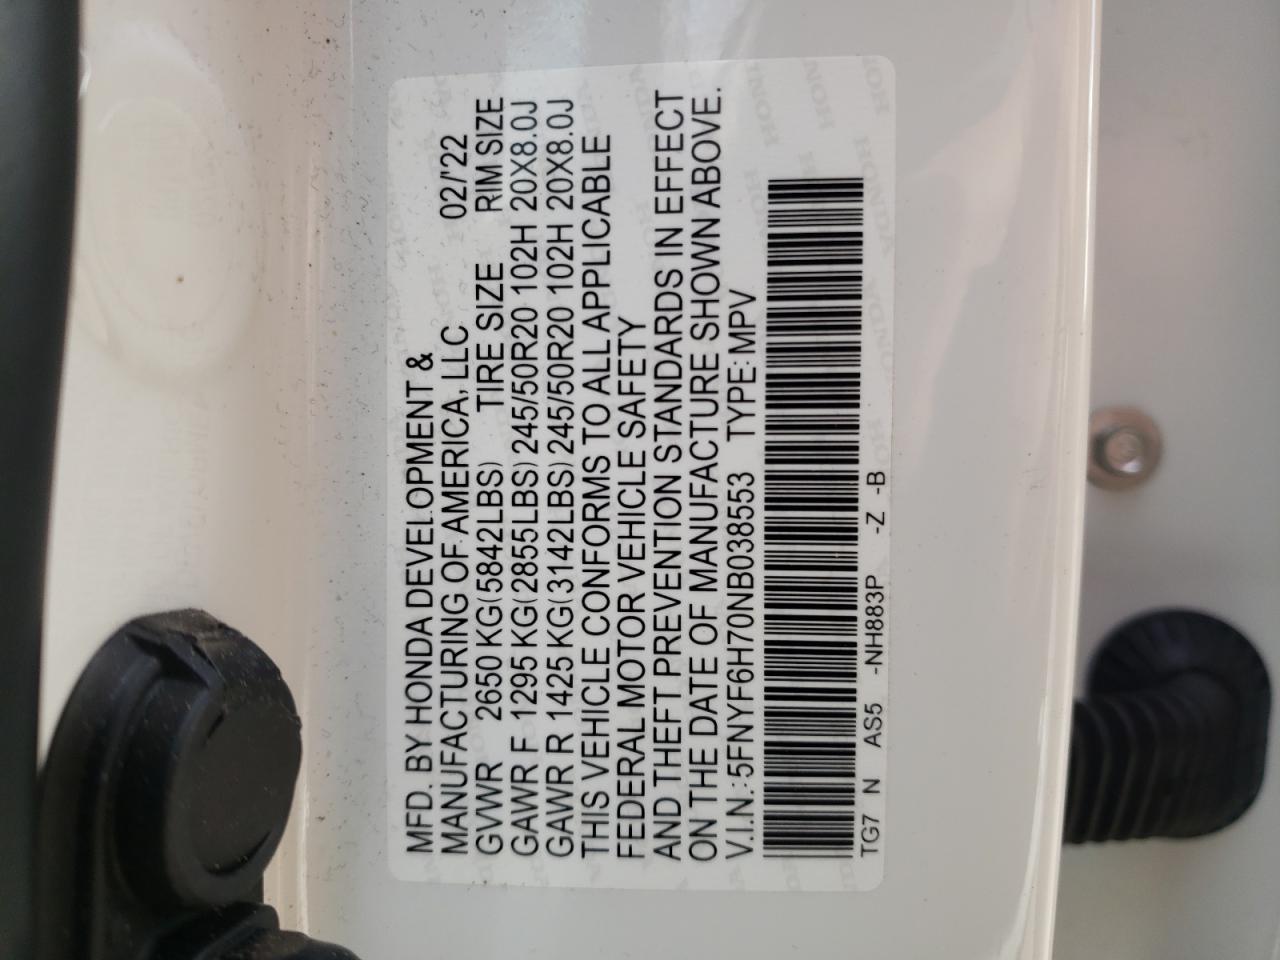 MFD. BY HONDA DEVELOPMENT &
MANUFACTURING OF AMERICA, LLC 02/'22
GVWR 2650 KG(5842LBS) TIRE SIZE RIM SIZE
GAWR F 1295 KG(2855LBS) 245/50R20 102H 20X8.0J
GAWR R 1425 KG(3142LBS) 245/50R20 102H 20X8.0J
THIS VEHICLE CONFORMS TO ALL APPLICABLE
FEDERAL MOTOR VEHICLE SAFETY
AND THEFT PREVENTION STANDARDS IN EFFECT
ON THE DATE OF MANUFACTURE SHOWN ABOVE.
V.I.N.:5FNYF6H70NB038553 TYPE: MPV
TG7 N AS5 -NH883P -Z -B